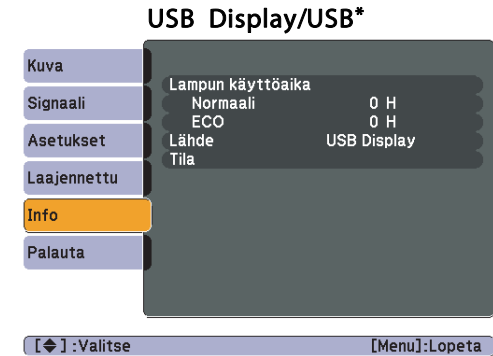 USB Display/USB*
Kuva
Signaali
Asetukset
Laajennettu
Info
Palauta
Lampun käyttöaika
Normaali 0 H
ECO 0 H
Lähde USB Display
Tila
[◆] :Valitse [Menu]:Lopeta